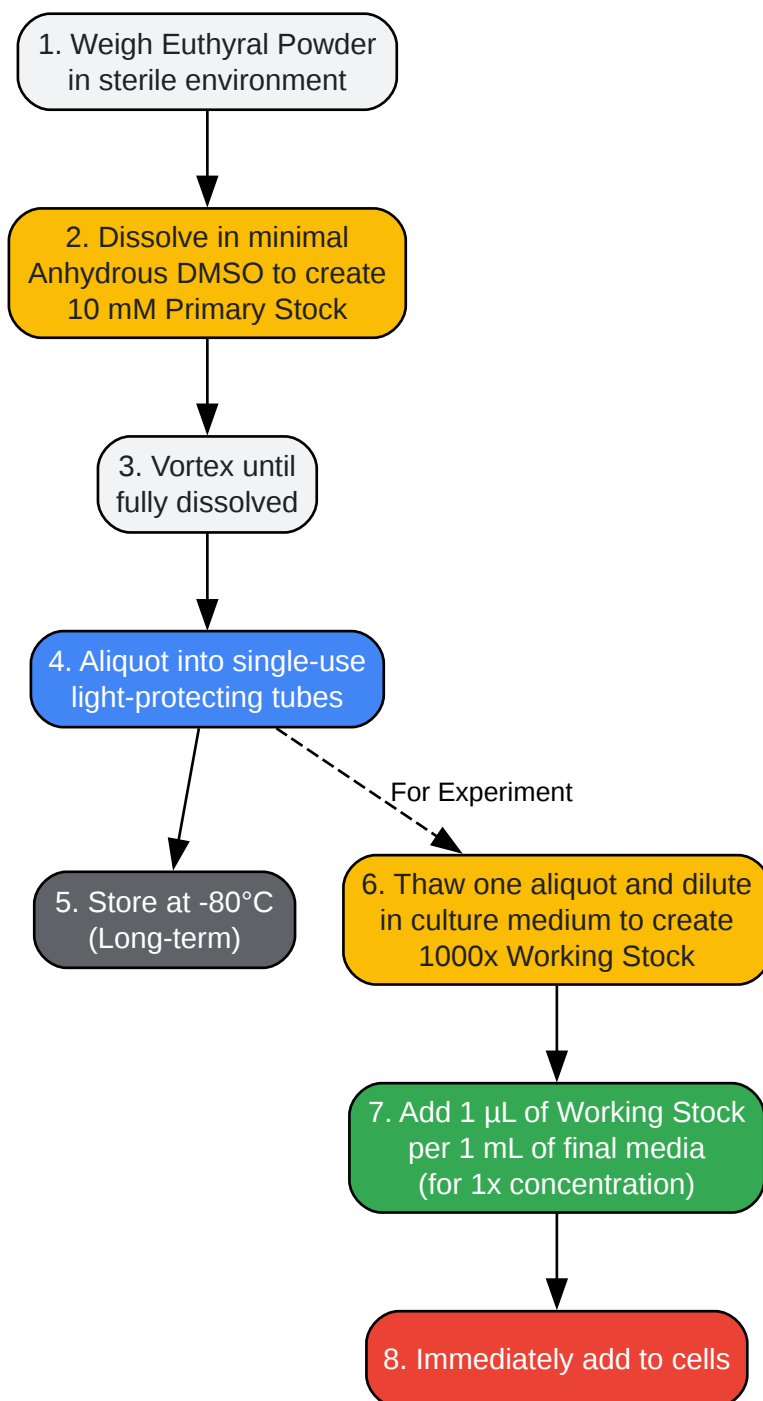 1. Weigh Euthyral Powder
in sterile environment
2. Dissolve in minimal
Anhydrous DMSO to create
10 mM Primary Stock
3. Vortex until
fully dissolved
4. Aliquot into single-use
light-protecting tubes
For Experiment
5. Store at -80°C
(Long-term)
6. Thaw one aliquot and dilute
in culture medium to create
1000x Working Stock
7. Add 1 µL of Working Stock
per 1 mL of final media
(for 1x concentration)
8. Immediately add to cells